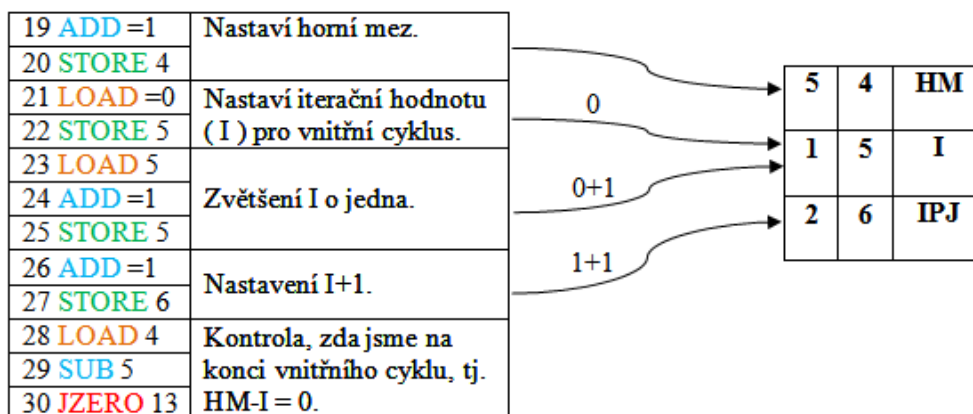 19 ADD =1
20 STORE 4
Nastaví horní mez.
21 LOAD =0
22 STORE 5
Nastaví iterační hodnotu
( I ) pro vnitřní cyklus.
23 LOAD 5
24 ADD =1
25 STORE 5
Zvětšení I o jedna.
26 ADD =1
27 STORE 6
Nastavení I+1.
28 LOAD 4
29 SUB 5
30 JZERO 13
Kontrola, zda jsme na
konci vnitřního cyklu, tj.
HM-I = 0.
0
0+1
1+1
5 4 HM
1 5 I
2 6 IPJ